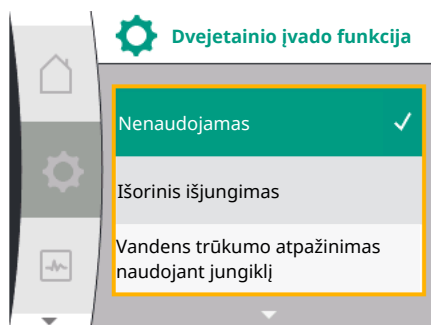 Dvejetainio įvado funkcija
Nenaudojamas
Išorinis išjungimas
Vandens trūkumo atpažinimas
naudojant jungiklį